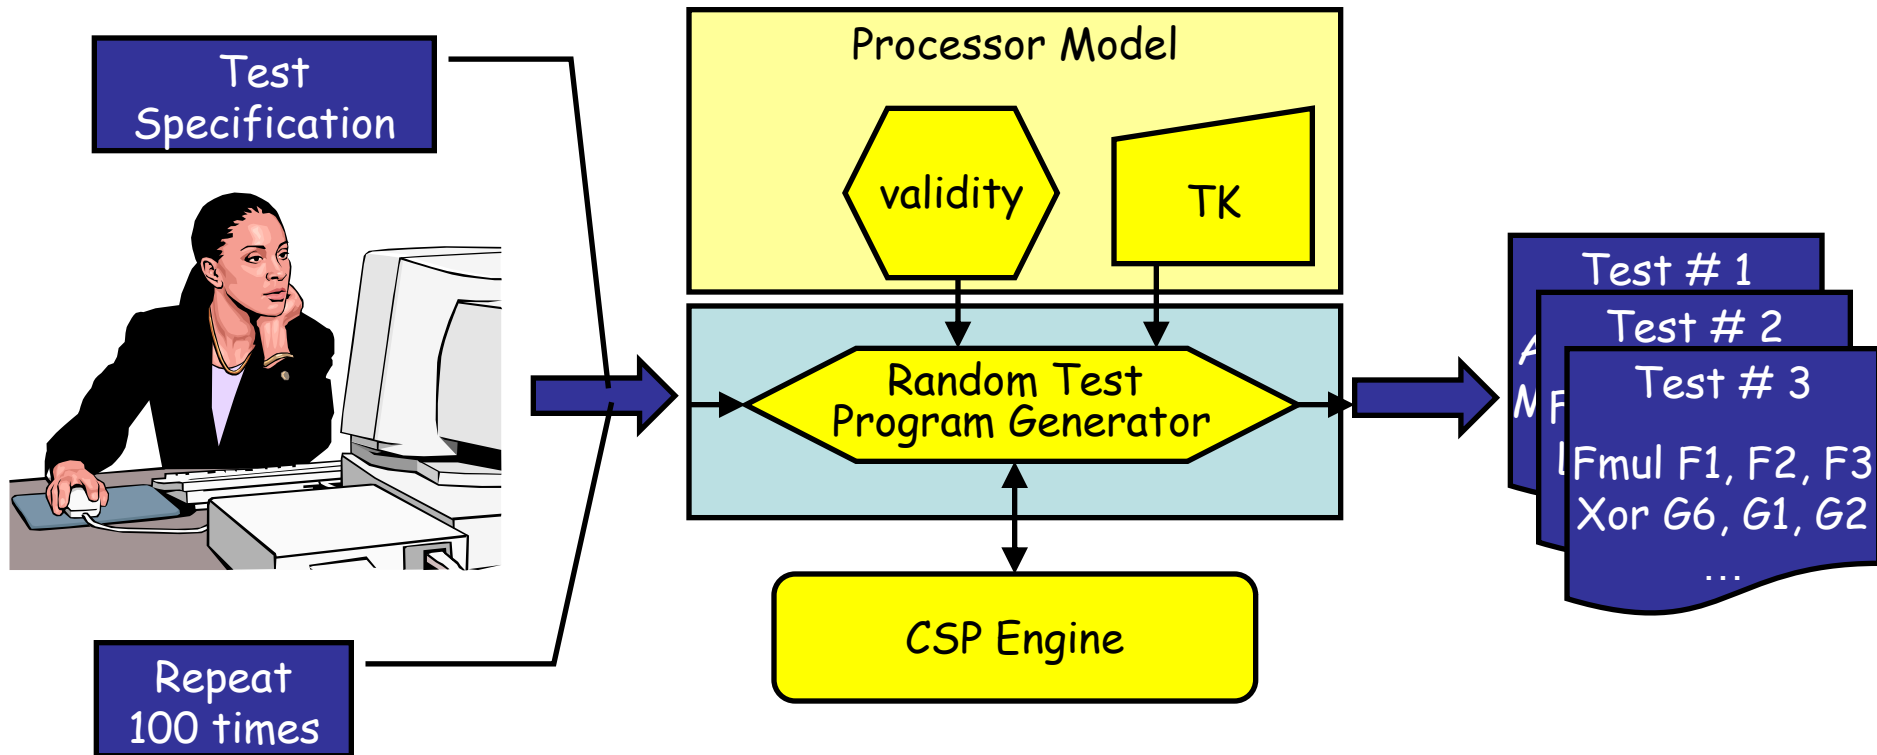 Test
Specification
Repeat
100 times
Processor Model
validity
TK
Random Test
Program Generator
CSP Engine
Test # 1
Test # 2
Test # 3
Fmul F1, F2, F3
Xor G6, G1, G2
...